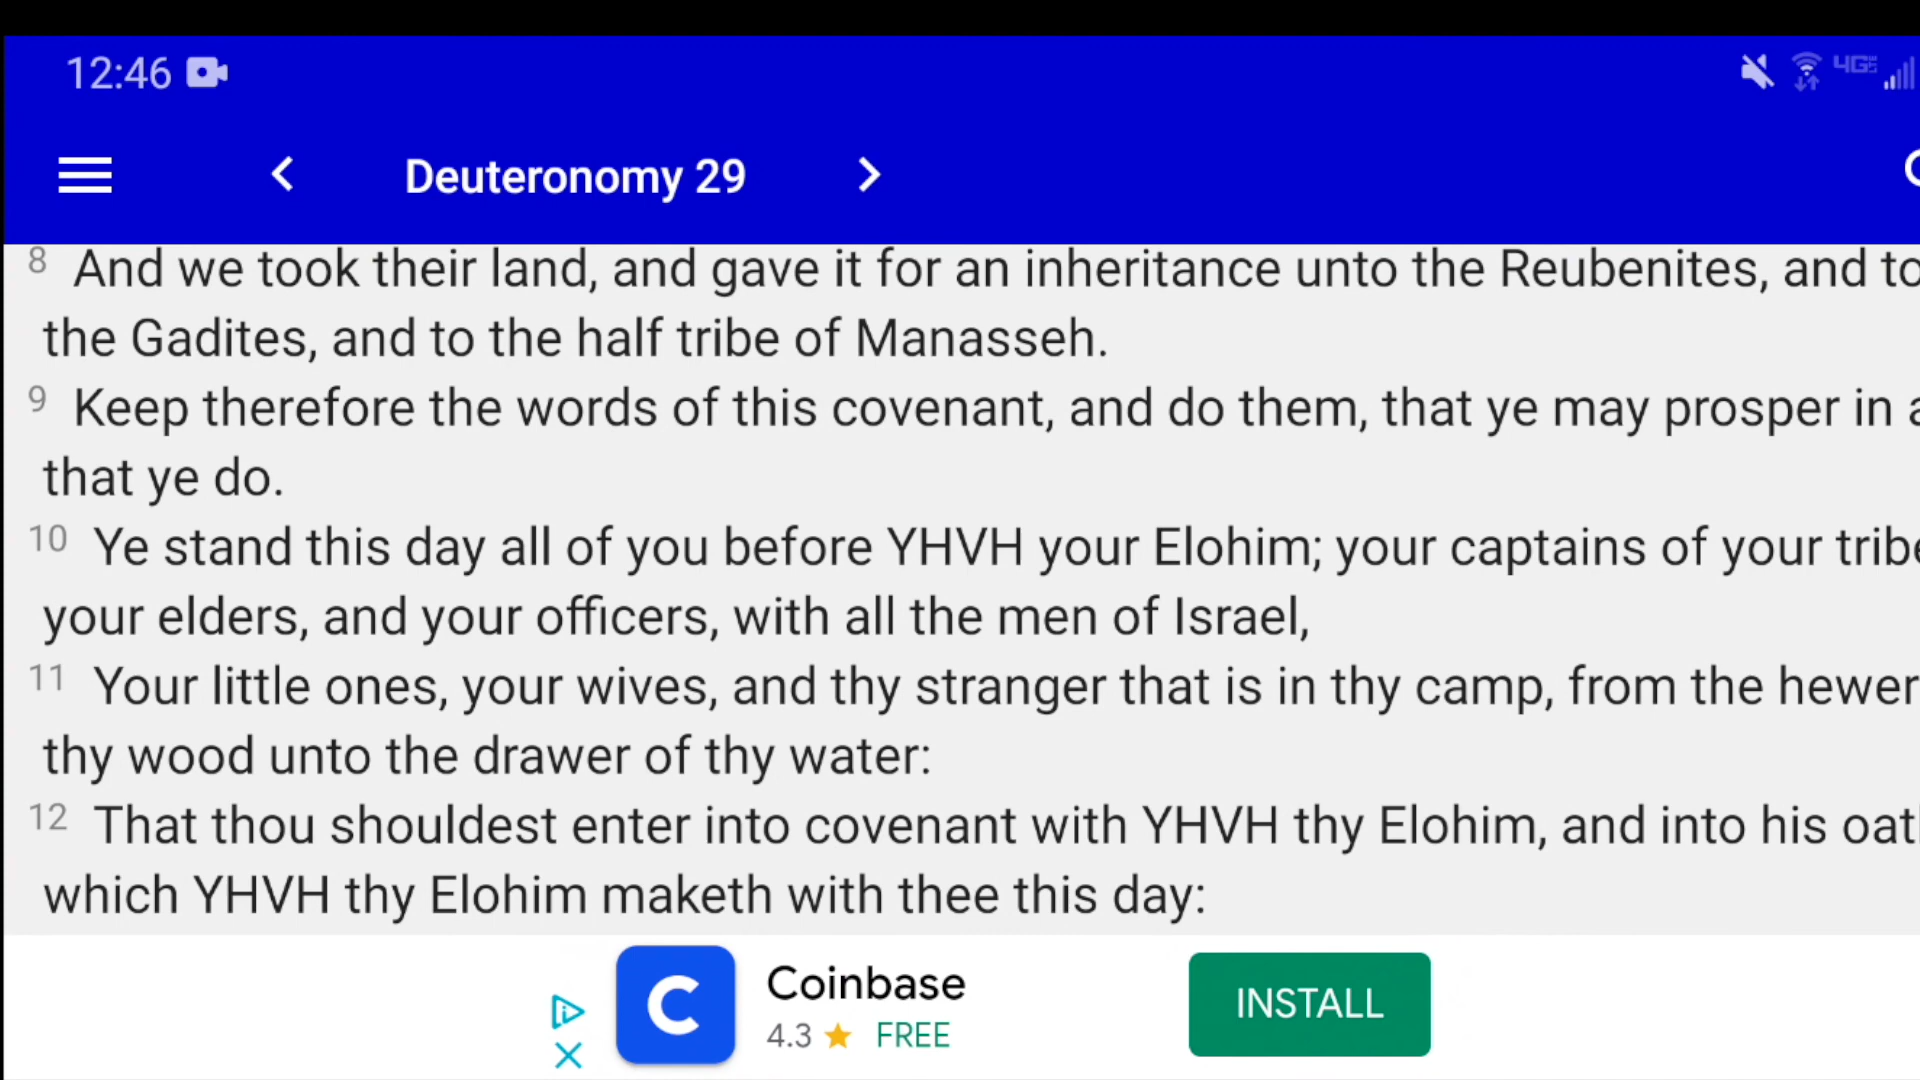 12:46 4GE
Deuteronomy 29
8 And we took their land, and gave it for an inheritance unto the Reubenites, and to
the Gadites, and to the half tribe of Manasseh.
9 Keep therefore the words of this covenant, and do them, that ye may prosper in
that ye do.
10 Ye stand this day all of you before YHVH your Elohim; your captains of your tribe
your elders, and your officers, with all the men of Israel,
11 Your little ones, your wives, and thy stranger that is in thy camp, from the hewer
thy wood unto the drawer of thy water:
12 That thou shouldest enter into covenant with YHVH thy Elohim, and into his oat
which YHVH thy Elohim maketh with thee this day:
Coinbase
4.3 FREE
INSTALL